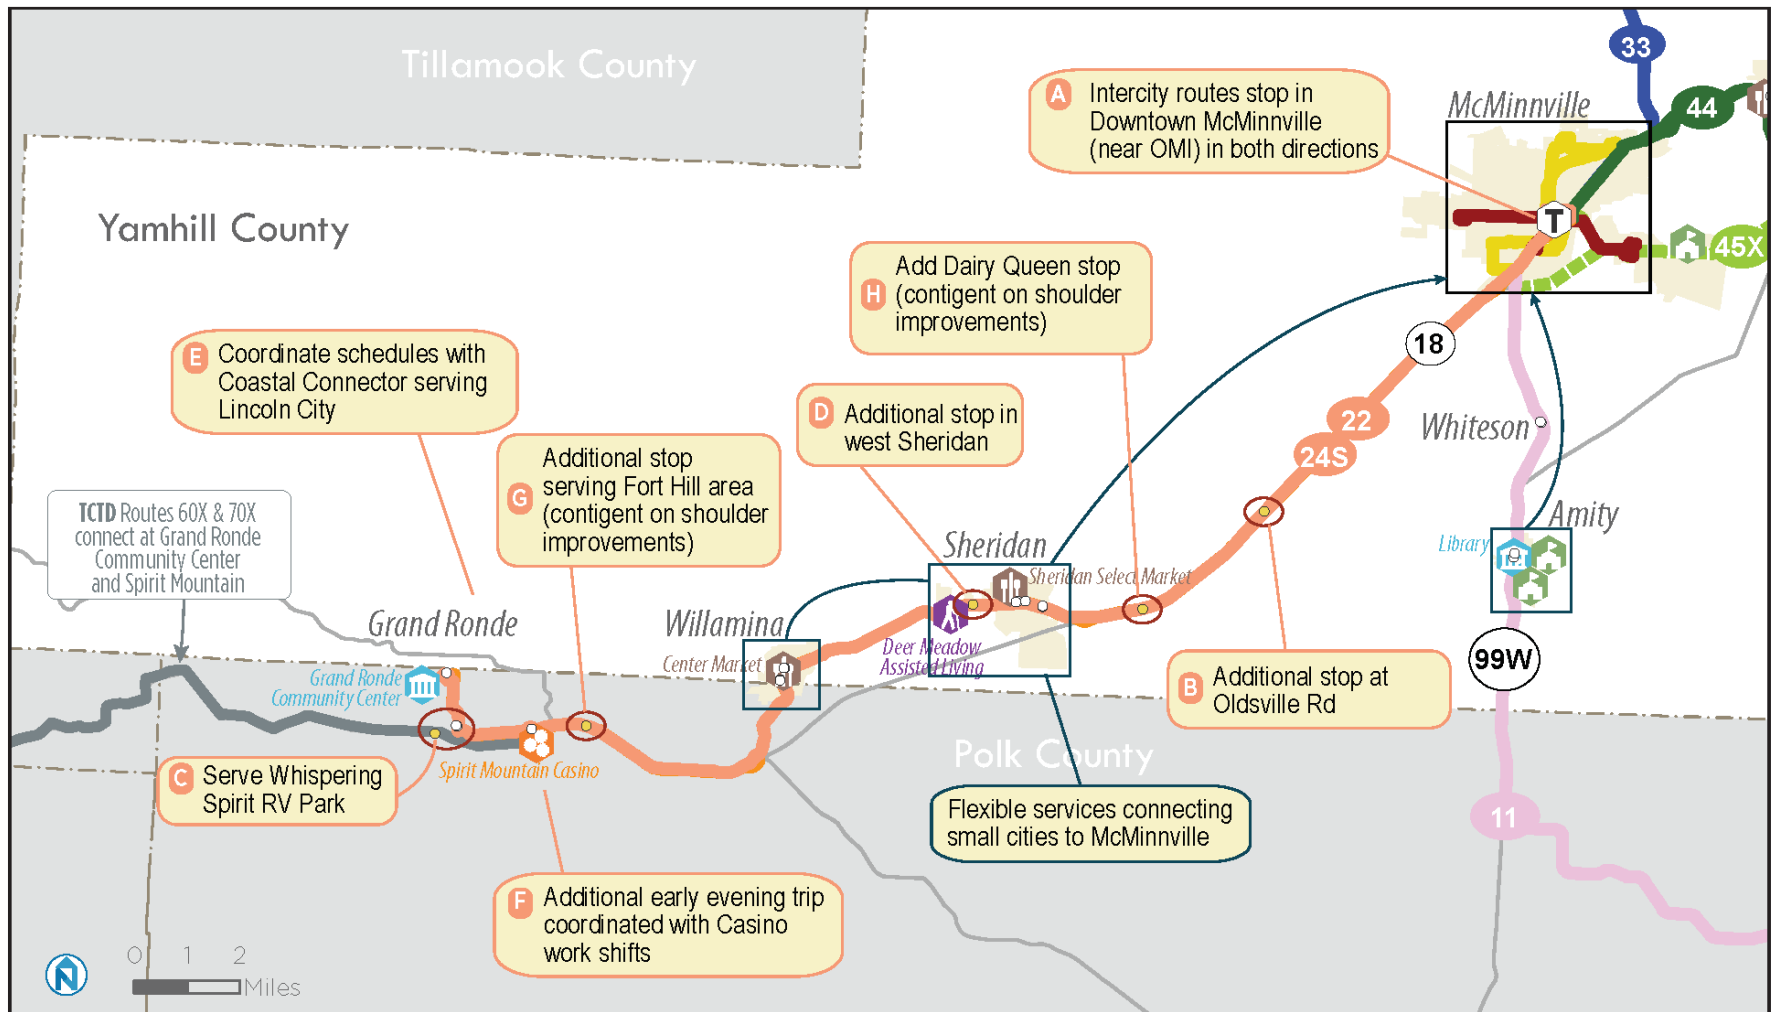 Tillamook County
33
A Intercity routes stop in
Downtown McMinnville
(near OMI) in both directions
McMinnville
44
T
45X
Yamhill County
H Add Dairy Queen stop
(contigent on shoulder
improvements)
18
E Coordinate schedules with
Coastal Connector serving
Lincoln City
D Additional stop in
west Sheridan
22
24S
Whiteson
G Additional stop
serving Fort Hill area
(contigent on shoulder
improvements)
TCTD Routes 60X & 70X
connect at Grand Ronde
Community Center
and Spirit Mountain
Amity
Library
Sheridan
Sheridan Select Market
Grand Ronde
Willamina
Center Market
Deer Meadow
Assisted Living
99W
Grand Ronde
Community Center
B Additional stop at
Oldsville Rd
Spirit Mountain Casino
C Serve Whispering
Spirit RV Park
Polk County
Flexible services connecting
small cities to McMinnville
11
F Additional early evening trip
coordinated with Casino
work shifts
N
0 1 2
Miles